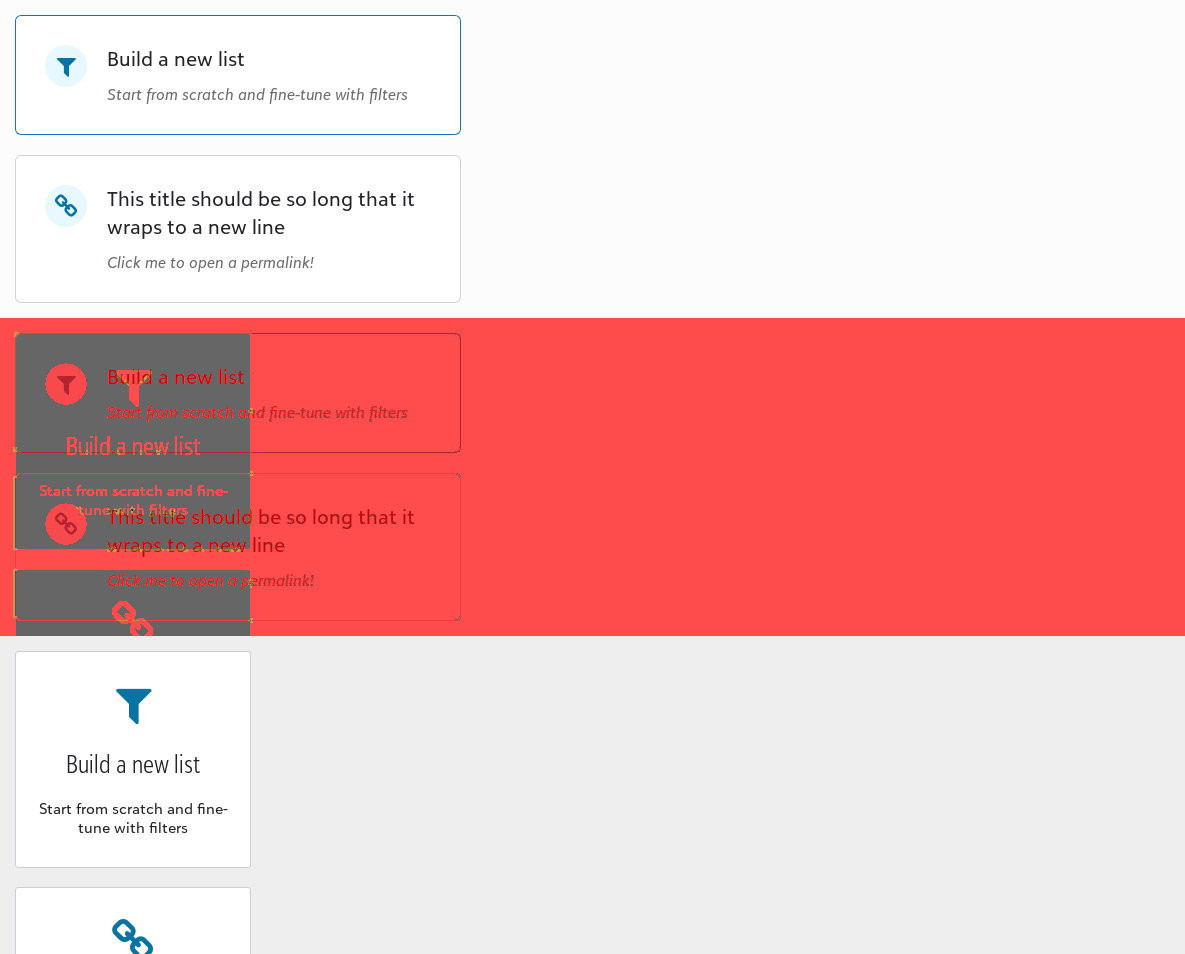 Build a new list
Start from scratch and fine-tune with filters
This title should be so long that it
wraps to a new line
Click me to open a permalink!
Build a new list
Start from scratch and fine-tune with filters
Build a new list
Start from scratch and fine-
tune with filters
This title should be so long that it
wraps to a new line
Click me to open a permalink!
Build a new list
Start from scratch and fine-
tune with filters